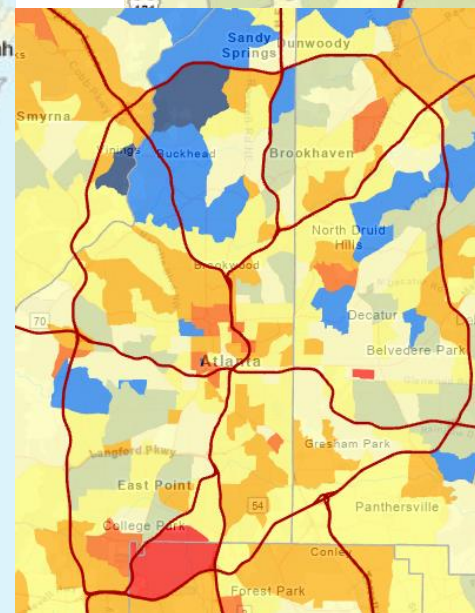 Sandy
Springs
Dunwoody
Smyrna
Vinings
Buckhead
Brookhaven
North Druid
Hills
Brookwood
70
Decatur
Belvedere Park
Atlanta
Gresham Park
Langford Pkwy
East Point
54
Panthersville
College Park
Conley
Forest Park